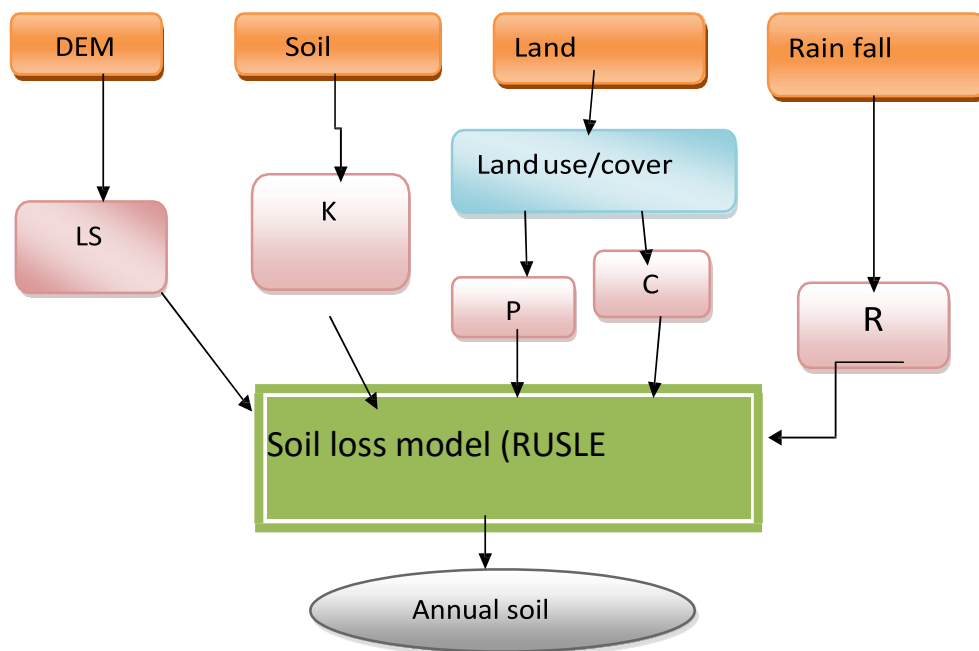 DEM
Soil
Land
Rain fall
Land use/cover
LS
K
P
C
R
Soil loss model (RUSLE
Annual soil